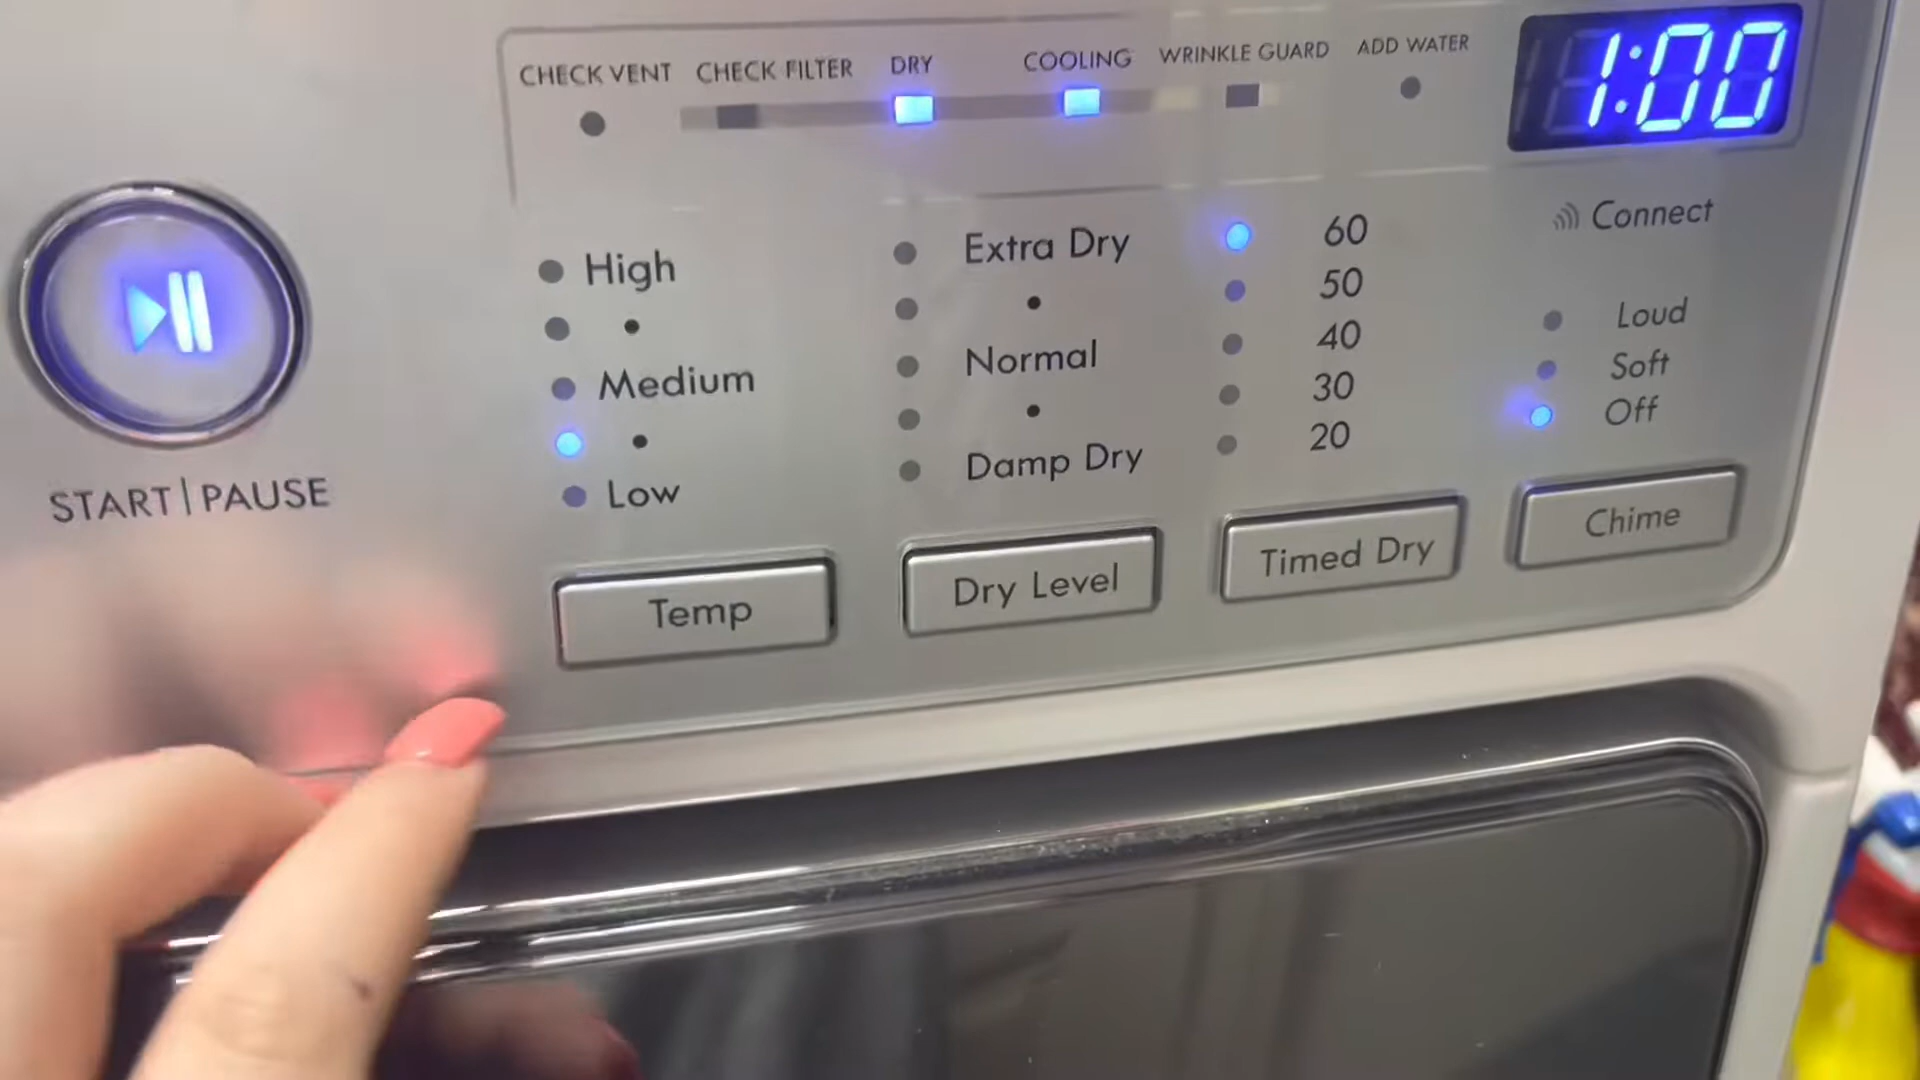 CHECK VENT CHECK FILTER DRY COOLING WRINKLE GUARD ADD WATER
1:00
Connect
High
Medium
Low
Extra Dry
Normal
Damp Dry
60
50
40
30
20
Loud
Soft
Off
START|PAUSE
Temp
Dry Level
Timed Dry
Chime